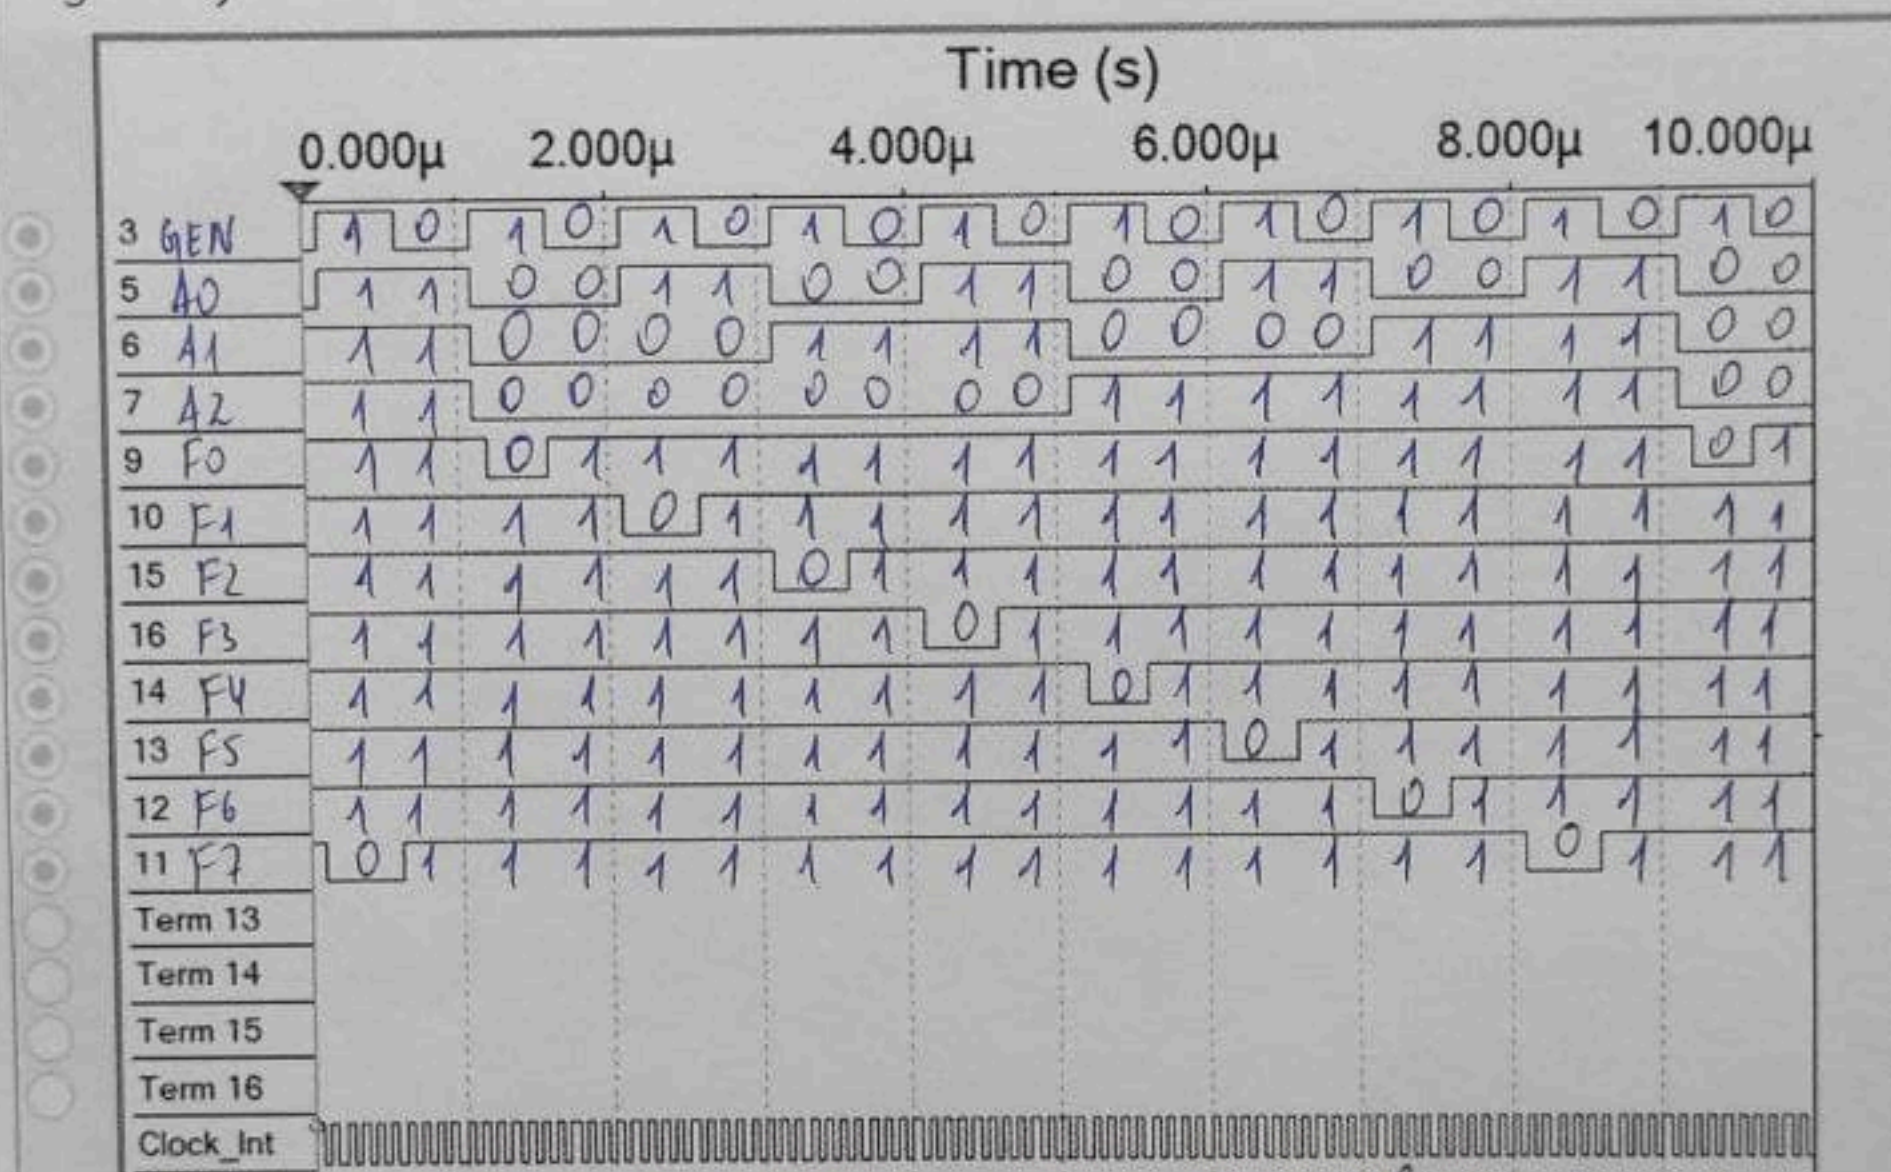 Time (s)
0.000µ 2.000µ 4.000µ 6.000µ 8.000µ 10.000µ
3 GEN 1 0 1 0 1 0 1 0 1 0 1 0 1 0 1 0 1 0 1 0
5 A0 1 1 0 0 1 1 0 0 1 1 0 0 1 1 0 0 1 1 0 0
6 A1 1 1 0 0 0 0 1 1 1 1 0 0 0 0 1 1 1 1 0 0
7 A2 1 1 0 0 0 0 0 0 0 0 1 1 1 1 1 1 1 1 0 0
9 F0 1 1 0 1 1 1 1 1 1 1 1 1 1 1 1 1 1 1 0 1
10 F1 1 1 1 1 0 1 1 1 1 1 1 1 1 1 1 1 1 1 1 1
15 F2 1 1 1 1 1 1 0 1 1 1 1 1 1 1 1 1 1 1 1 1
16 F3 1 1 1 1 1 1 1 1 0 1 1 1 1 1 1 1 1 1 1 1
14 F4 1 1 1 1 1 1 1 1 1 1 0 1 1 1 1 1 1 1 1 1
13 F5 1 1 1 1 1 1 1 1 1 1 1 1 0 1 1 1 1 1 1 1
12 F6 1 1 1 1 1 1 1 1 1 1 1 1 1 1 0 1 1 1 1 1
11 F7 0 1 1 1 1 1 1 1 1 1 1 1 1 1 1 1 0 1 1 1
Term 13
Term 14
Term 15
Term 16
Clock_Int